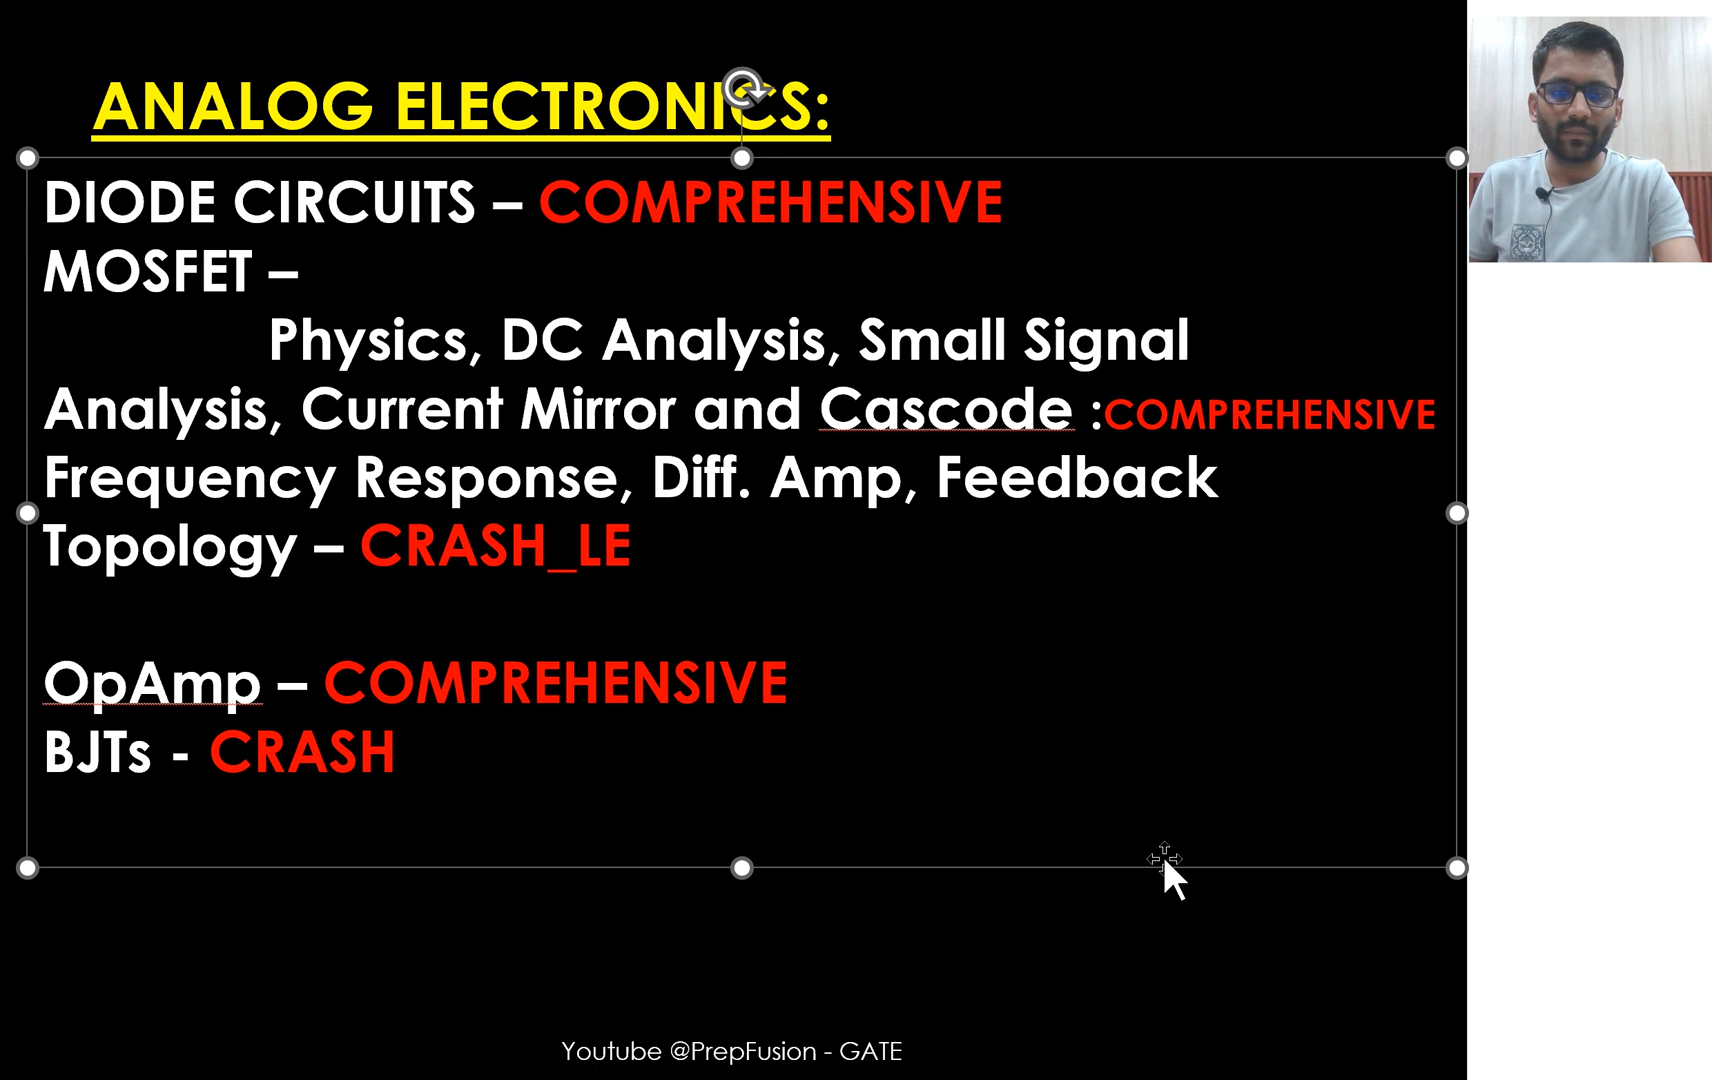 ANALOG ELECTRONICS:
DIODE CIRCUITS – COMPREHENSIVE
MOSFET –
Physics, DC Analysis, Small Signal
Analysis, Current Mirror and Cascode :COMPREHENSIVE
Frequency Response, Diff. Amp, Feedback
Topology – CRASH_LE
OpAmp – COMPREHENSIVE
BJTs - CRASH
Youtube @PrepFusion - GATE